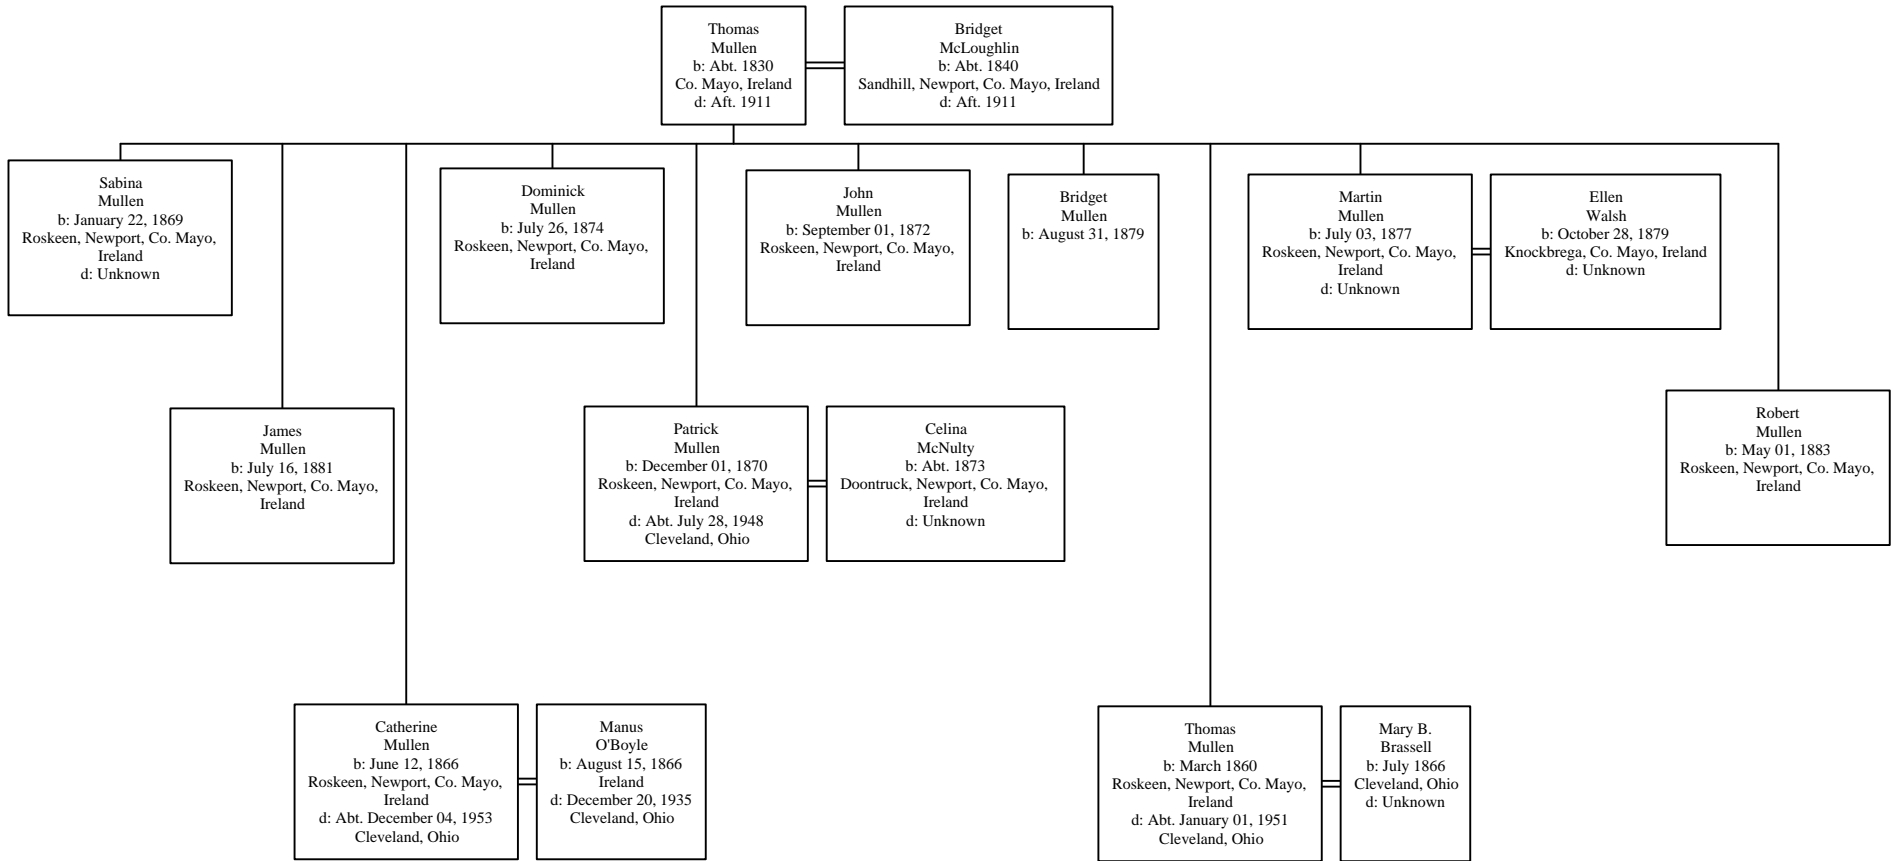 Thomas
Mullen
b: Abt. 1830
Co. Mayo, Ireland
d: Aft. 1911
Bridget
McLoughlin
b: Abt. 1840
Sandhill, Newport, Co. Mayo, Ireland
d: Aft. 1911
Sabina
Mullen
b: January 22, 1869
Roskeen, Newport, Co. Mayo,
Ireland
d: Unknown
Dominick
Mullen
b: July 26, 1874
Roskeen, Newport, Co. Mayo,
Ireland
John
Mullen
b: September 01, 1872
Roskeen, Newport, Co. Mayo,
Ireland
Bridget
Mullen
b: August 31, 1879
Martin
Mullen
b: July 03, 1877
Roskeen, Newport, Co. Mayo,
Ireland
d: Unknown
Ellen
Walsh
b: October 28, 1879
Knockbrega, Co. Mayo, Ireland
d: Unknown
James
Mullen
b: July 16, 1881
Roskeen, Newport, Co. Mayo,
Ireland
Patrick
Mullen
b: December 01, 1870
Roskeen, Newport, Co. Mayo,
Ireland
d: Abt. July 28, 1948
Cleveland, Ohio
Celina
McNulty
b: Abt. 1873
Doontruck, Newport, Co. Mayo,
Ireland
d: Unknown
Robert
Mullen
b: May 01, 1883
Roskeen, Newport, Co. Mayo,
Ireland
Catherine
Mullen
b: June 12, 1866
Roskeen, Newport, Co. Mayo,
Ireland
d: Abt. December 04, 1953
Cleveland, Ohio
Manus
O'Boyle
b: August 15, 1866
Ireland
d: December 20, 1935
Cleveland, Ohio
Thomas
Mullen
b: March 1860
Roskeen, Newport, Co. Mayo,
Ireland
d: Abt. January 01, 1951
Cleveland, Ohio
Mary B.
Brassell
b: July 1866
Cleveland, Ohio
d: Unknown